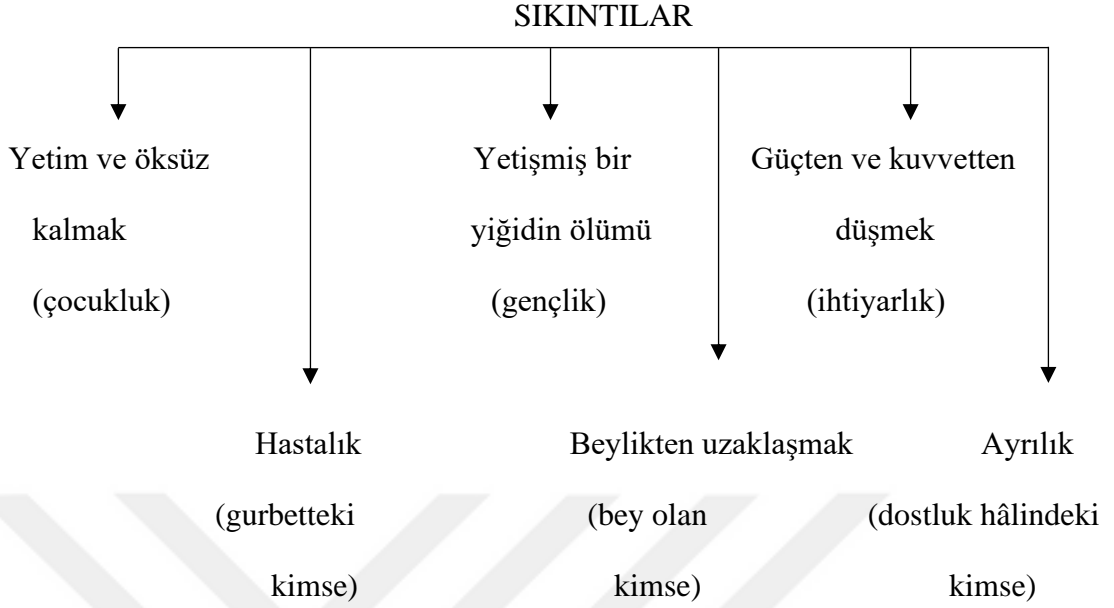 SIKINTILAR
Yetim ve öksüz
kalmak
(çocukluk)
Yetişmiş bir
yiğidin ölümü
(gençlik)
Güçten ve kuvvetten
düşmek
(ihtiyarlık)
Hastalık
(gurbetteki
kimse)
Beylikten uzaklaşmak
(bey olan
kimse)
Ayrılık
(dostluk hâlindeki
kimse)